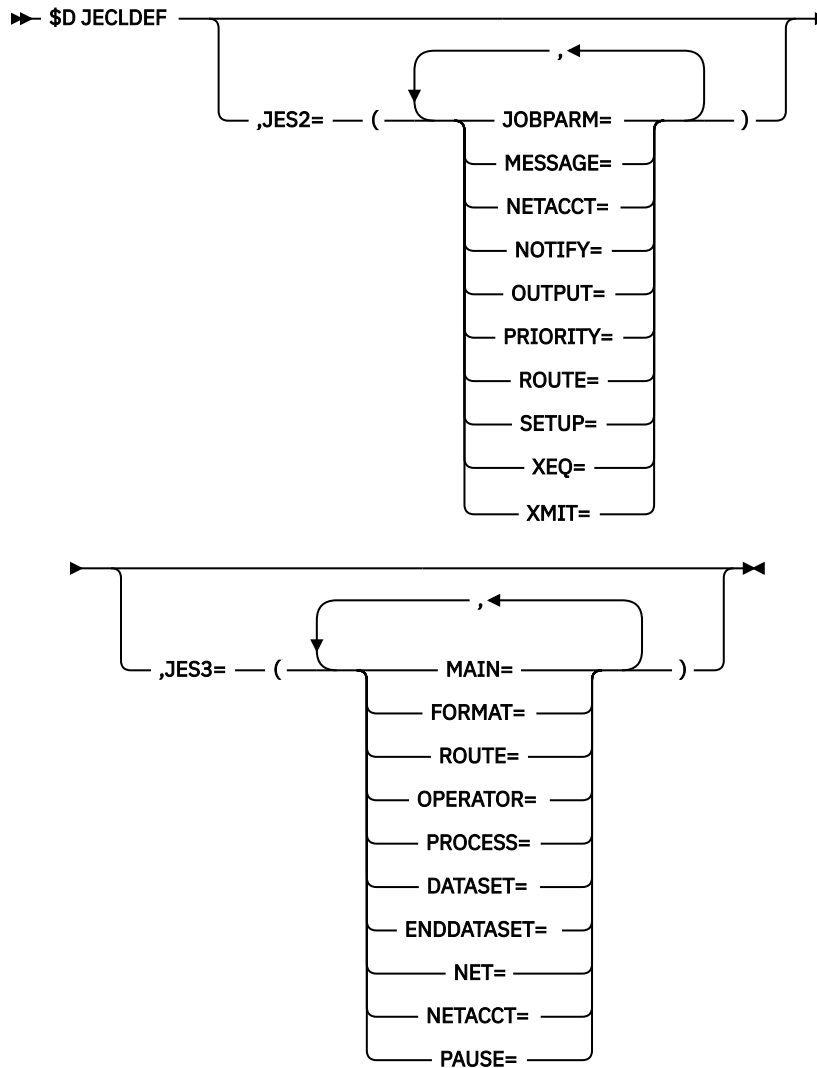 $D JECLDEF
,
,JES2= ( JOBPARM= )
MESSAGE=
NETACCT=
NOTIFY=
OUTPUT=
PRIORITY=
ROUTE=
SETUP=
XEQ=
XMIT=
,
,JES3= ( MAIN= )
FORMAT=
ROUTE=
OPERATOR=
PROCESS=
DATASET=
ENDDATASET=
NET=
NETACCT=
PAUSE=